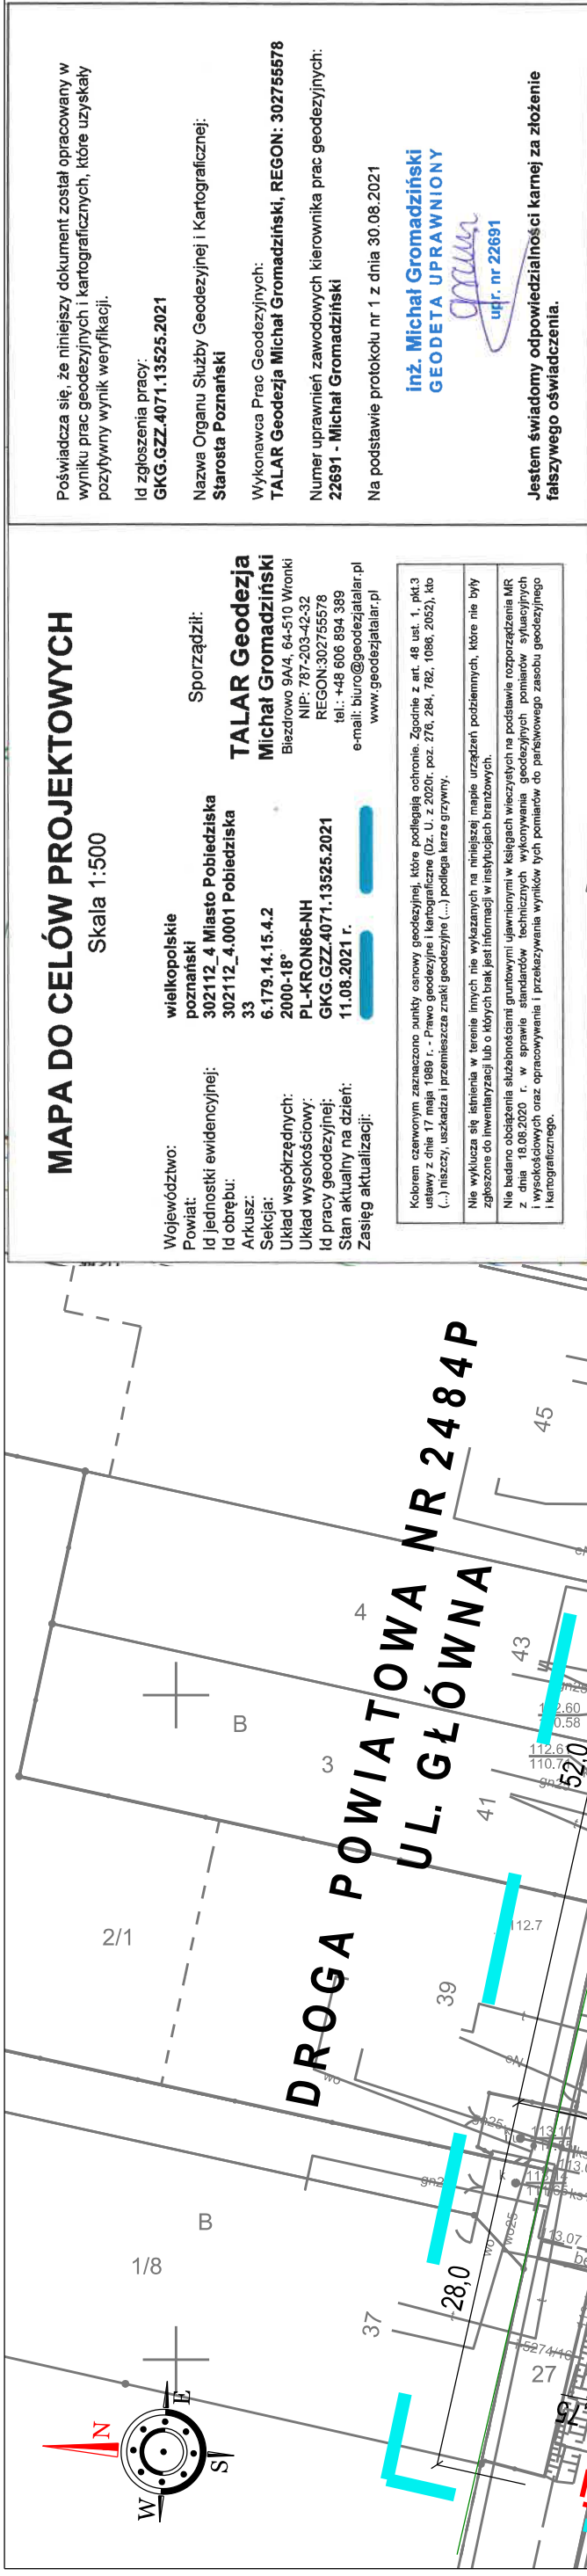 MAPA DO CELÓW PROJEKTOWYCH
Skala 1:500
Województwo: wielkopolskie
Powiat: poznański
Id jednostki ewidencyjnej: 302112_4 Miasto Pobiedziska
Id obrębu: 302112_4.0001 Pobiedziska
Arkusz: 33
Sekcja: 6.179.14.15.4.2
Układ współrzędnych: 2000-18°
Układ wysokościowy: PL-KRON86-NH
Id pracy geodezyjnej: GKG.GZZ.4071.13525.2021
Stan aktualny na dzień: 11.08.2021 r.
Zasięg aktualizacji:
Sporządził:
TALAR Geodezja
Michał Gromadziński
Biezdrowo 9A/4, 64-510 Wronki
NIP: 787-203-42-32
REGON:302755578
tel.: +48 606 894 389
e-mail: biuro@geodezjatalar.pl
www.geodezjatalar.pl
Kolorem czerwonym zaznaczono punkty osnowy geodezyjnej, które podlegają ochronie. Zgodnie z art. 48 ust. 1, pkt.3
ustawy z dnia 17 maja 1989 r. - Prawo geodezyjne i kartograficzne (Dz. U. z 2020r. poz. 276, 284, 782, 1086, 2052), kto
(...) niszczy, uszkadza i przemieszcza znaki geodezyjne (....) podlega karze grzywny.
Nie wyklucza się istnienia w terenie innych nie wykazanych na niniejszej mapie urządzeń podziemnych, które nie były
zgłoszone do inwentaryzacji lub o których brak jest informacji w instytucjach branżowych.
Nie badano obciążenia służebnościami gruntowymi ujawnionymi w księgach wieczystych na podstawie rozporządzenia MR
z dnia 18.08.2020 r. w sprawie standardów technicznych wykonywania geodezyjnych pomiarów sytuacyjnych
i wysokościowych oraz opracowywania i przekazywania wyników tych pomiarów do państwowego zasobu geodezyjnego
i kartograficznego.
Poświadcza się, że niniejszy dokument został opracowany w
wyniku prac geodezyjnych i kartograficznych, które uzyskały
pozytywny wynik weryfikacji.
Id zgłoszenia pracy:
GKG.GZZ.4071.13525.2021
Nazwa Organu Służby Geodezyjnej i Kartograficznej:
Starosta Poznański
Wykonawca Prac Geodezyjnych:
TALAR Geodezja Michał Gromadziński, REGON: 302755578
Numer uprawnień zawodowych kierownika prac geodezyjnych:
22691 - Michał Gromadziński
Na podstawie protokołu nr 1 z dnia 30.08.2021
inż. Michał Gromadziński
GEODETA UPRAWNIONY
upr. nr 22691
Jestem świadomy odpowiedzialności karnej za złożenie
fałszywego oświadczenia.
DROGA POWIATOWA NR 2484P
UL. GŁÓWNA
N
E
S
W
1/8
B
2/1
3
B
4
37
39
41
43
45
27
28,0
52,0
112.7
113.11
113.07
wo
wo25
gn25
eN